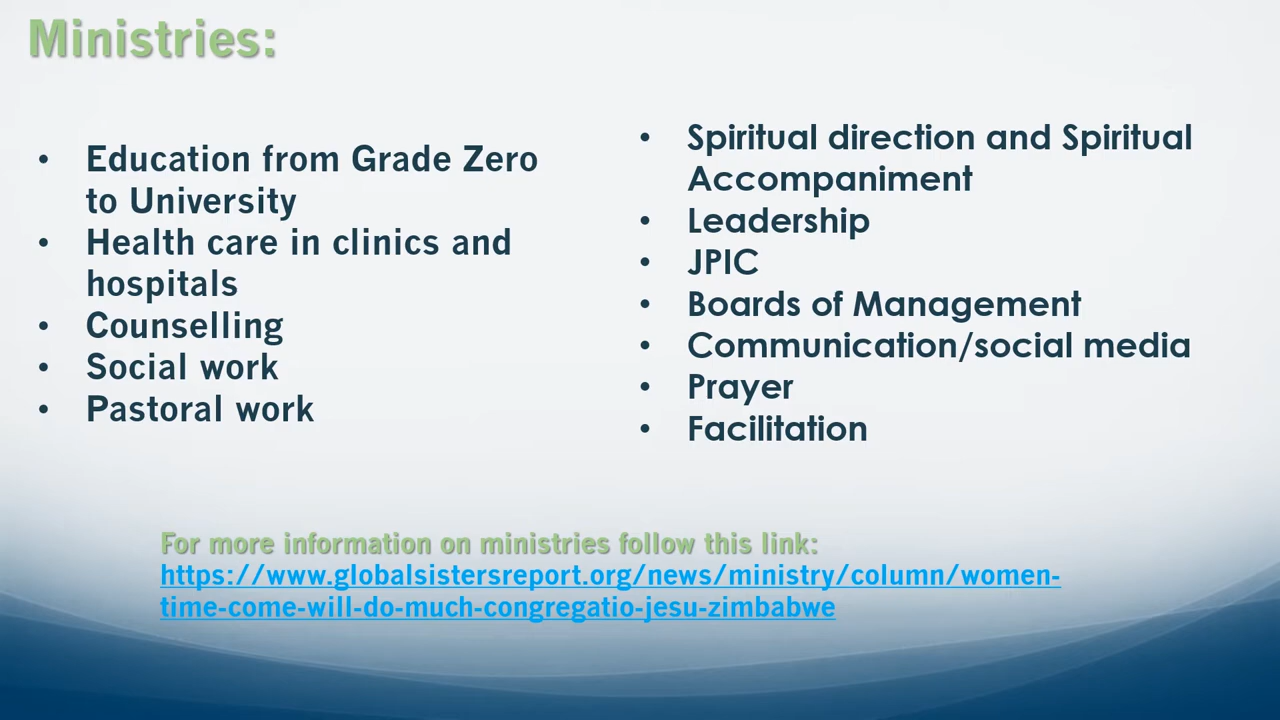 Ministries:
• Education from Grade Zero
to University
• Health care in clinics and
hospitals
• Counselling
• Social work
• Pastoral work
• Spiritual direction and Spiritual
Accompaniment
• Leadership
• JPIC
• Boards of Management
• Communication/social media
• Prayer
• Facilitation
For more information on ministries follow this link:
https://www.globalsistersreport.org/news/ministry/column/women-
time-come-will-do-much-congregatio-jesu-zimbabwe